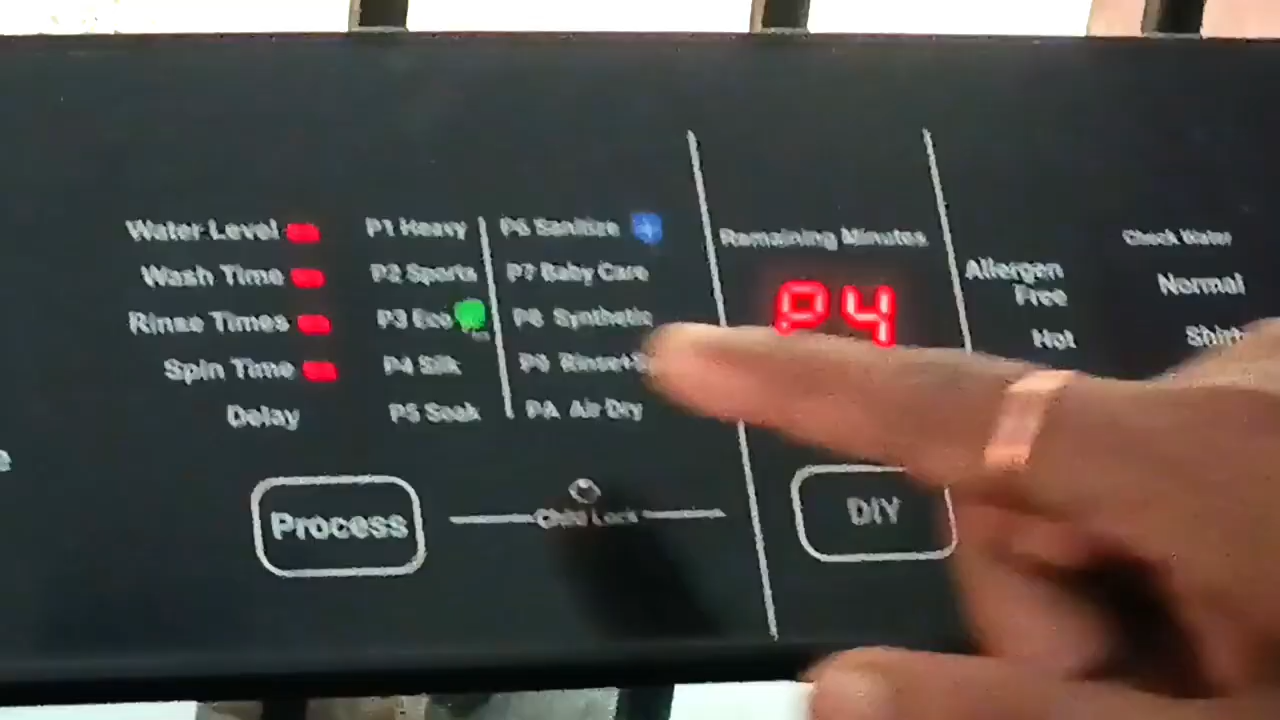 Water Level
Wash Time
Rinse Times
Spin Time
Delay
P1 Heavy
P2 Sports
P3 Eco
P4 Silk
P5 Soak
P6 Sanitize
P7 Baby Care
P8 Synthetic
P9 Rinse+S
PA Air Dry
Process
Child Lock
Remaining Minutes
P4
DIY
Allergen
Free
Hot
Check Water
Normal
Shirt